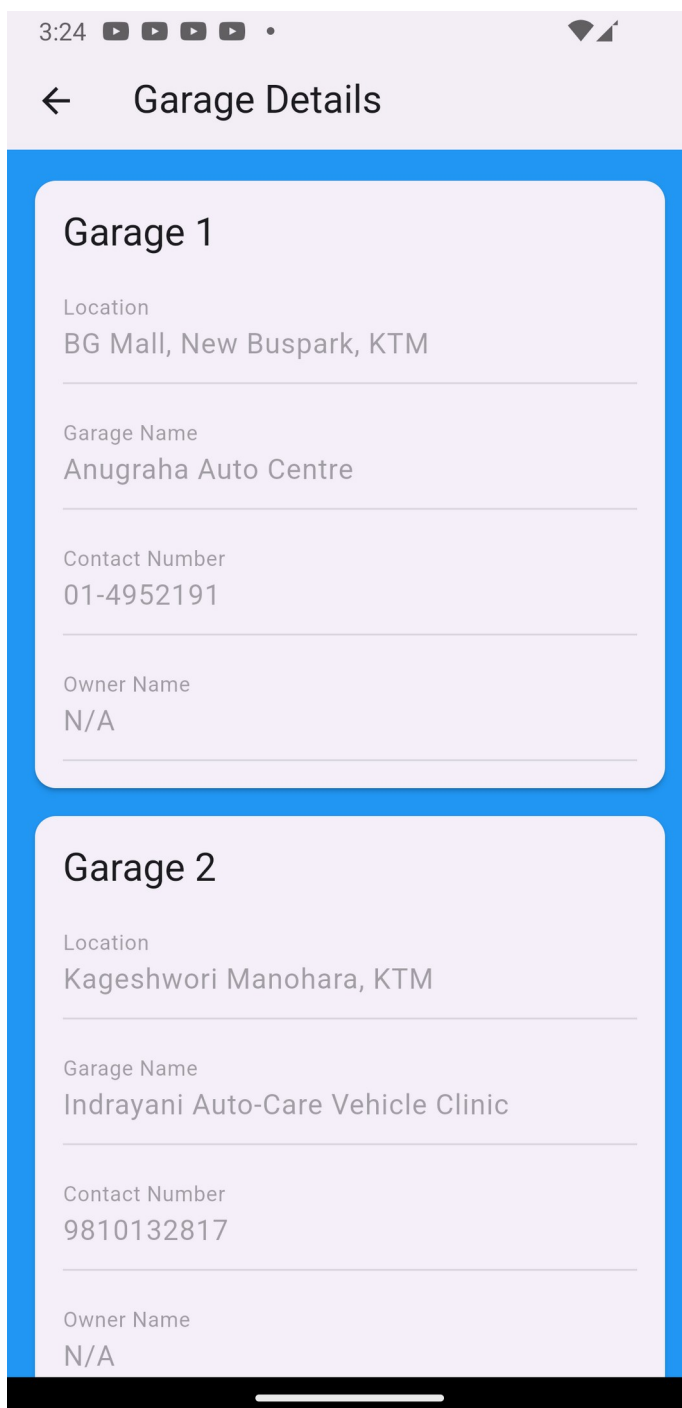 3:24
Garage Details
Garage 1
Location
BG Mall, New Buspark, KTM
Garage Name
Anugraha Auto Centre
Contact Number
01-4952191
Owner Name
N/A
Garage 2
Location
Kageshwori Manohara, KTM
Garage Name
Indrayani Auto-Care Vehicle Clinic
Contact Number
9810132817
Owner Name
N/A